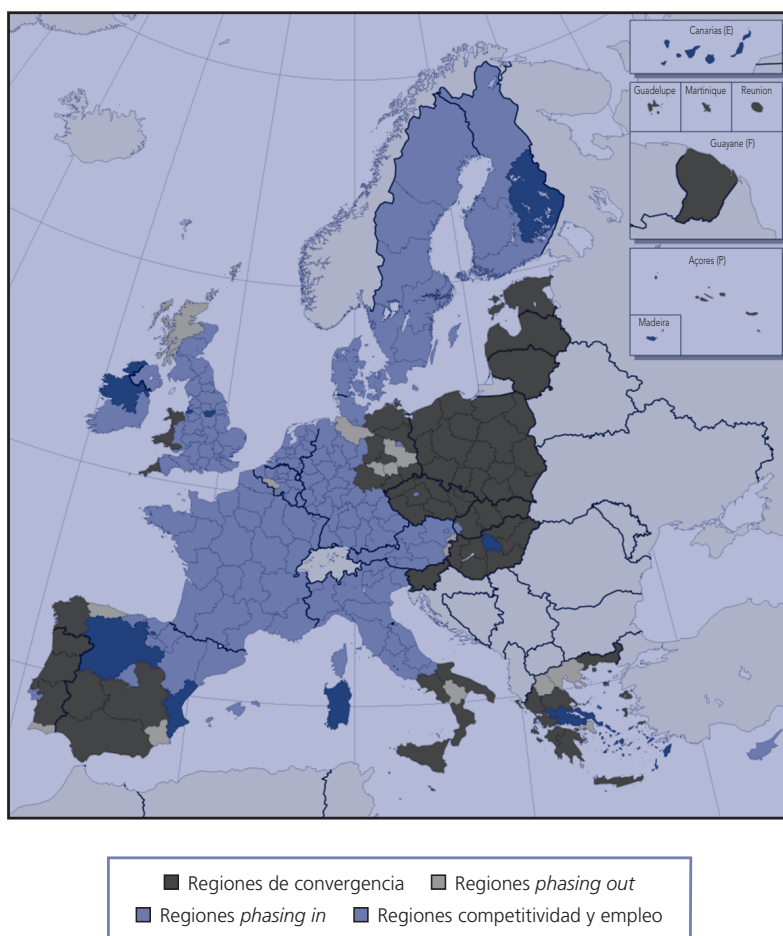 Canarias (E)
Guadelupe Martinique Reunion
Guayane (F)
Açores (P)
Madeira
Regiones de convergencia Regiones phasing out
Regiones phasing in Regiones competitividad y empleo